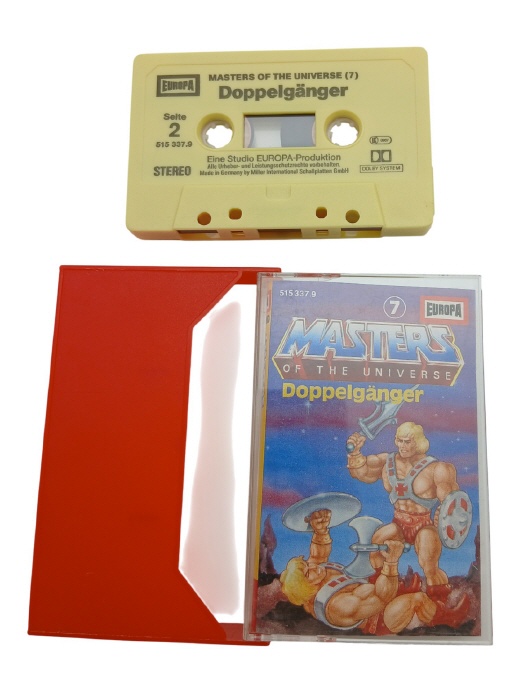 EUROPA
MASTERS OF THE UNIVERSE (7)
Doppelgänger
Seite
2
515 337.9
STEREO
Eine Studio EUROPA-Produktion
Alle Urheber- und Leistungsschutzrechte vorbehalten.
Made in Germany by Miller International Schallplatten GmbH
DOLBY SYSTEM
515 337 9
7
EUROPA
MASTERS
OF THE UNIVERSE
Doppelgänger